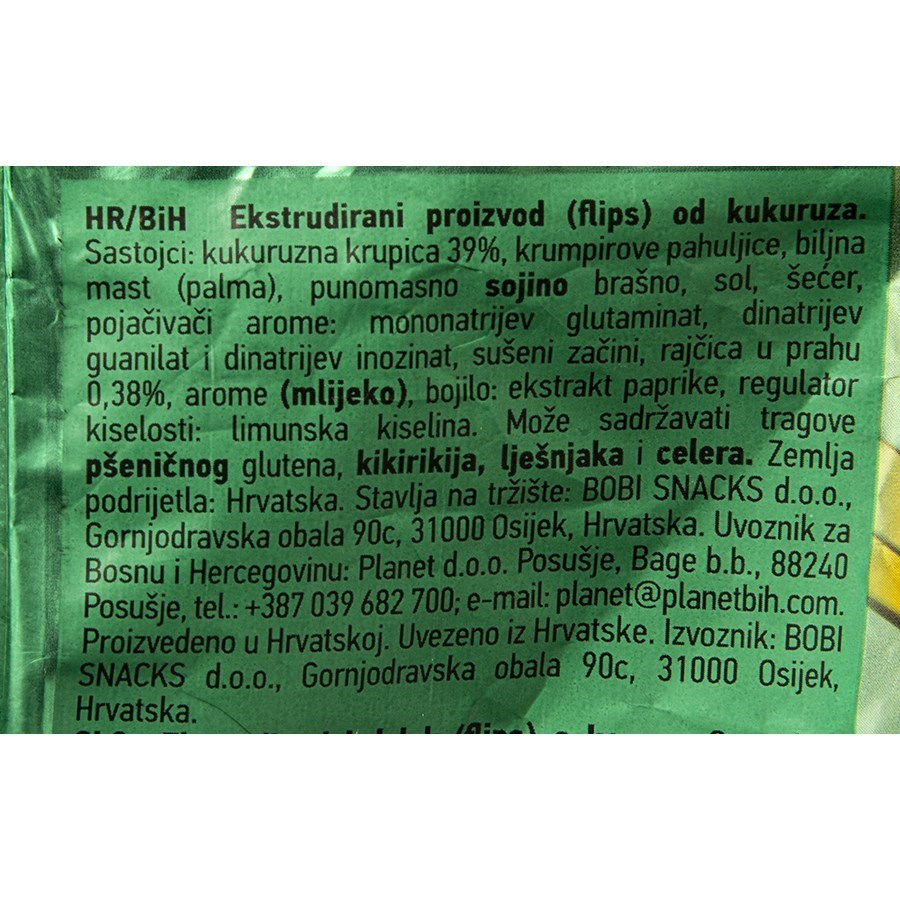 HR/BiH Ekstrudirani proizvod (flips) od kukuruza.
Sastojci: kukuruzna krupica 39%, krumpirove pahuljice, biljna
mast (palma), punomasno sojino brašno, sol, šećer,
pojačivači arome: mononatrijev glutaminat, dinatrijev
guanilat i dinatrijev inozinat, sušeni začini, rajčica u prahu
0,38%, arome (mlijeko), bojilo: ekstrakt paprike, regulator
kiselosti: limunska kiselina. Može sadržavati tragove
pšeničnog glutena, kikirikija, lješnjaka i celera. Zemlja
podrijetla: Hrvatska. Stavlja na tržište: BOBI SNACKS d.o.o.,
Gornjodravska obala 90c, 31000 Osijek, Hrvatska. Uvoznik za
Bosnu i Hercegovinu: Planet d.o.o. Posušje, Bage b.b., 88240
Posušje, tel.: +387 039 682 700; e-mail: planet@planetbih.com.
Proizvedeno u Hrvatskoj. Uvezeno iz Hrvatske. Izvoznik: BOBI
SNACKS d.o.o., Gornjodravska obala 90c, 31000 Osijek,
Hrvatska.
(flips)